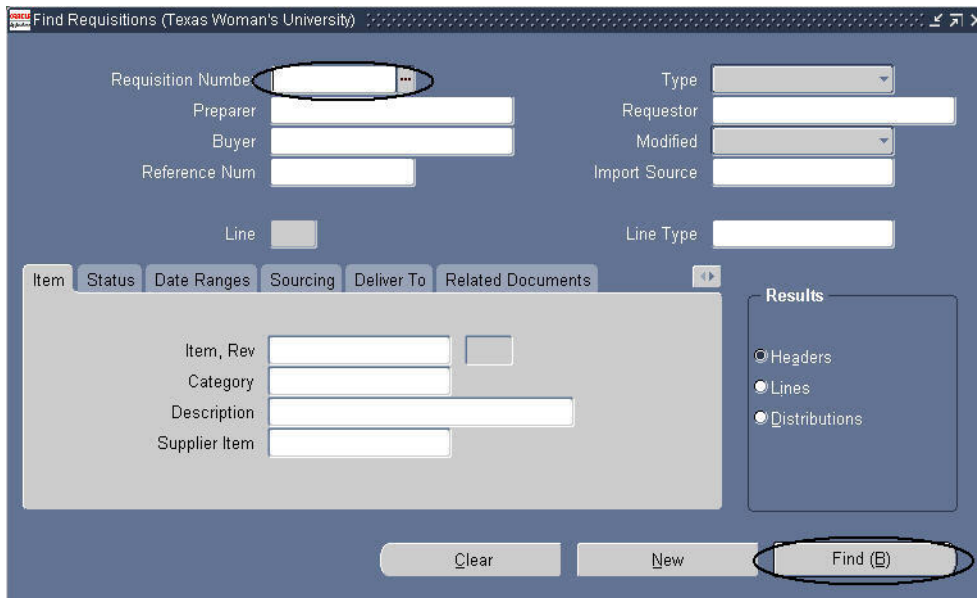 Find Requisitions (Texas Woman's University)
Requisition Numbe
Type
Preparer
Requestor
Buyer
Modified
Reference Num
Import Source
Line
Line Type
Item Status Date Ranges Sourcing Deliver To Related Documents
Results
Item, Rev
Category
Description
Supplier Item
Headers
Lines
Distributions
Clear
New
Find (B)